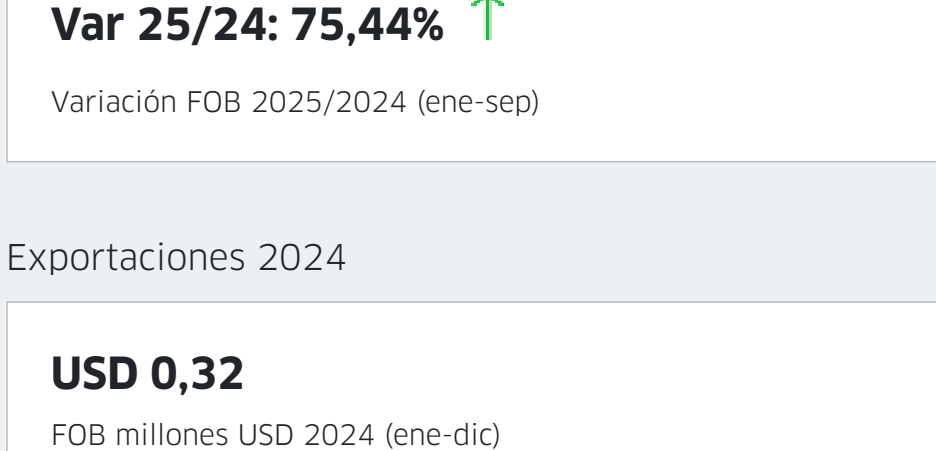 Var 25/24: 75,44%
Variación FOB 2025/2024 (ene-sep)
Exportaciones 2024
USD 0,32
FOB millones USD 2024 (ene-dic)